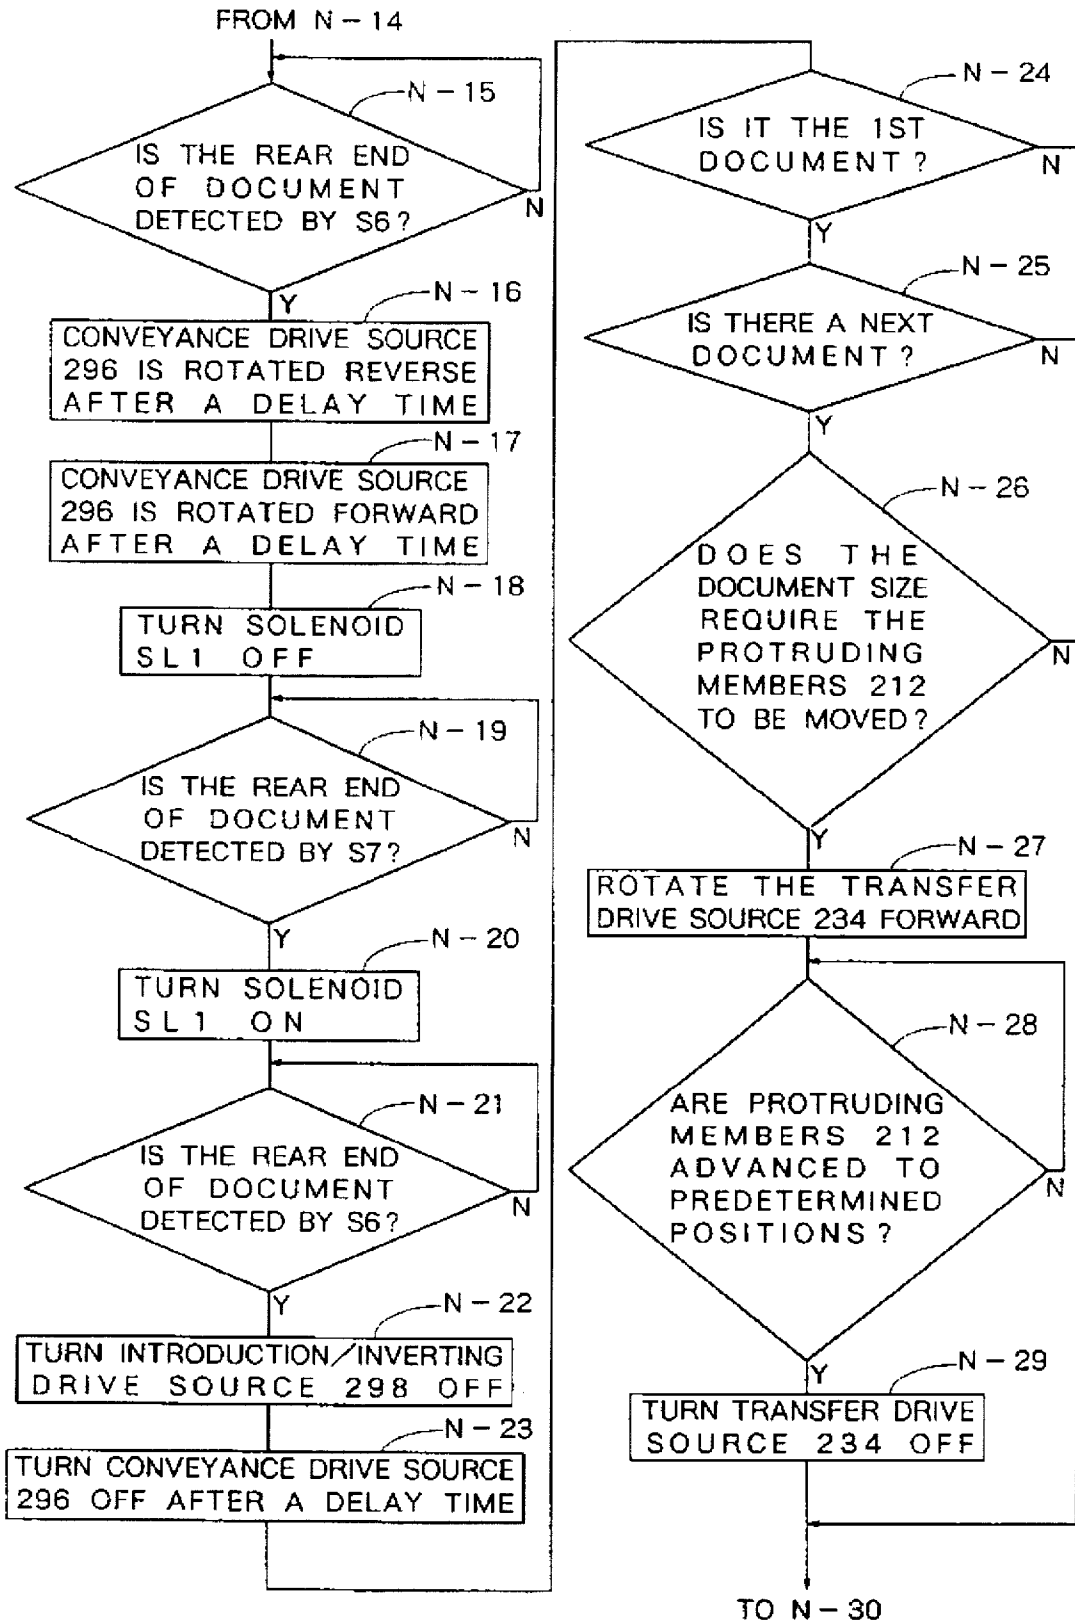 FROM N-14
N-15
IS THE REAR END
OF DOCUMENT
DETECTED BY S6?
N
Y
N-16
CONVEYANCE DRIVE SOURCE
296 IS ROTATED REVERSE
AFTER A DELAY TIME
N-17
CONVEYANCE DRIVE SOURCE
296 IS ROTATED FORWARD
AFTER A DELAY TIME
N-18
TURN SOLENOID
SL1 OFF
N-19
IS THE REAR END
OF DOCUMENT
DETECTED BY S7?
N
Y
N-20
TURN SOLENOID
SL1 ON
N-21
IS THE REAR END
OF DOCUMENT
DETECTED BY S6?
N
Y
N-22
TURN INTRODUCTION/INVERTING
DRIVE SOURCE 298 OFF
N-23
TURN CONVEYANCE DRIVE SOURCE
296 OFF AFTER A DELAY TIME
N-24
IS IT THE 1ST
DOCUMENT?
N
Y
N-25
IS THERE A NEXT
DOCUMENT?
N
Y
N-26
DOES THE
DOCUMENT SIZE
REQUIRE THE
PROTRUDING
MEMBERS 212
TO BE MOVED?
N
Y
N-27
ROTATE THE TRANSFER
DRIVE SOURCE 234 FORWARD
N-28
ARE PROTRUDING
MEMBERS 212
ADVANCED TO
PREDETERMINED
POSITIONS?
N
Y
N-29
TURN TRANSFER DRIVE
SOURCE 234 OFF
TO N-30